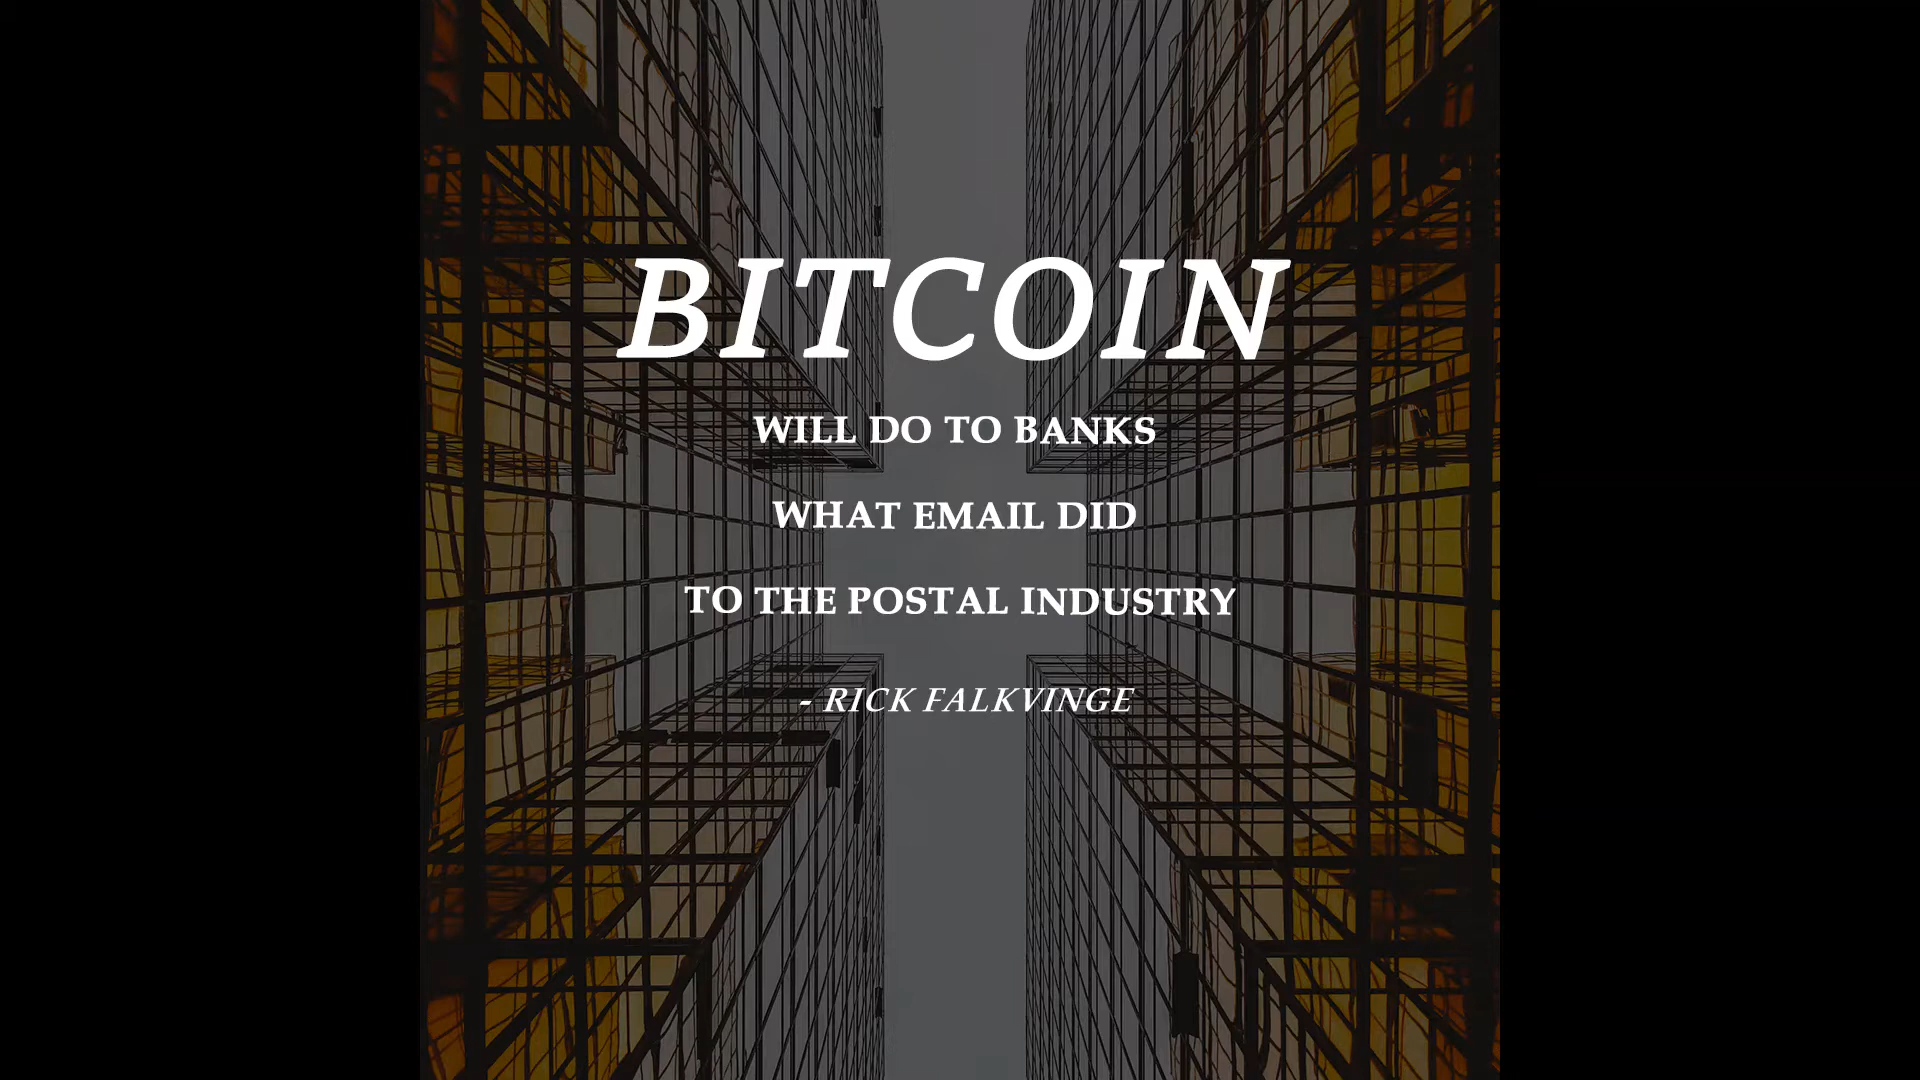 BITCOIN
WILL DO TO BANKS
WHAT EMAIL DID
TO THE POSTAL INDUSTRY
- RICK FALKVINGE